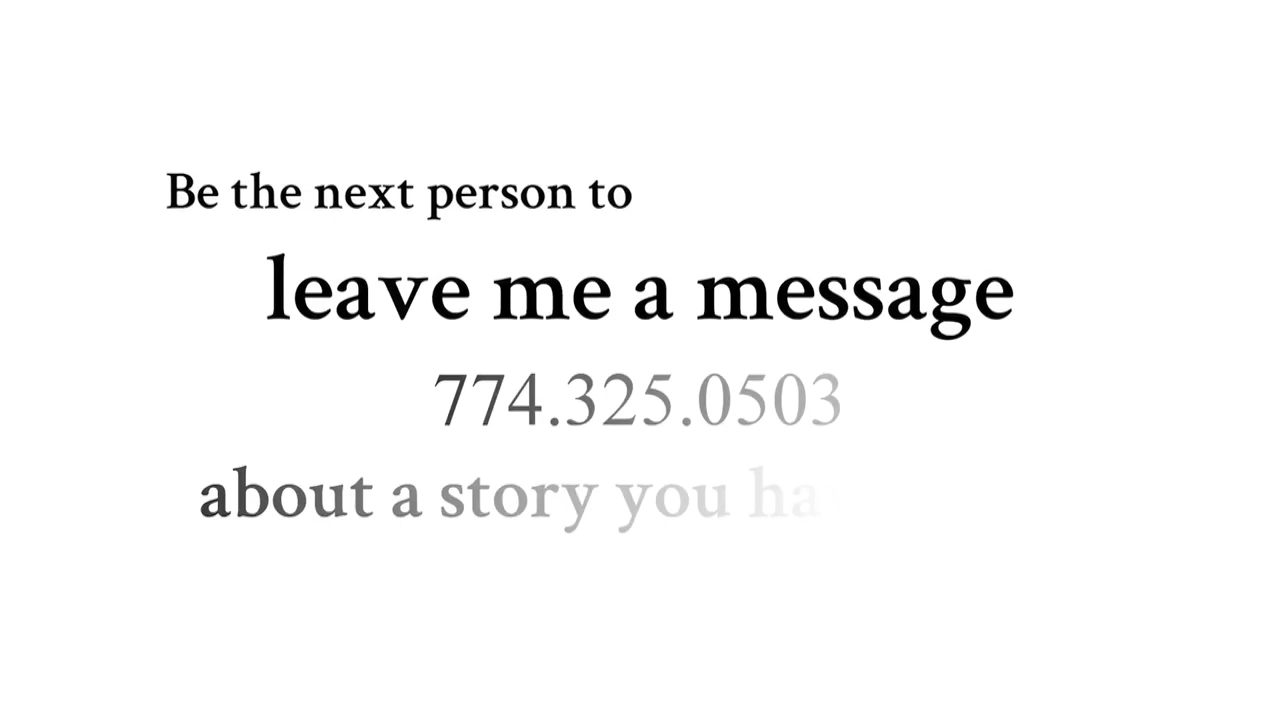 Be the next person to
leave me a message
774.325.0503
about a story you